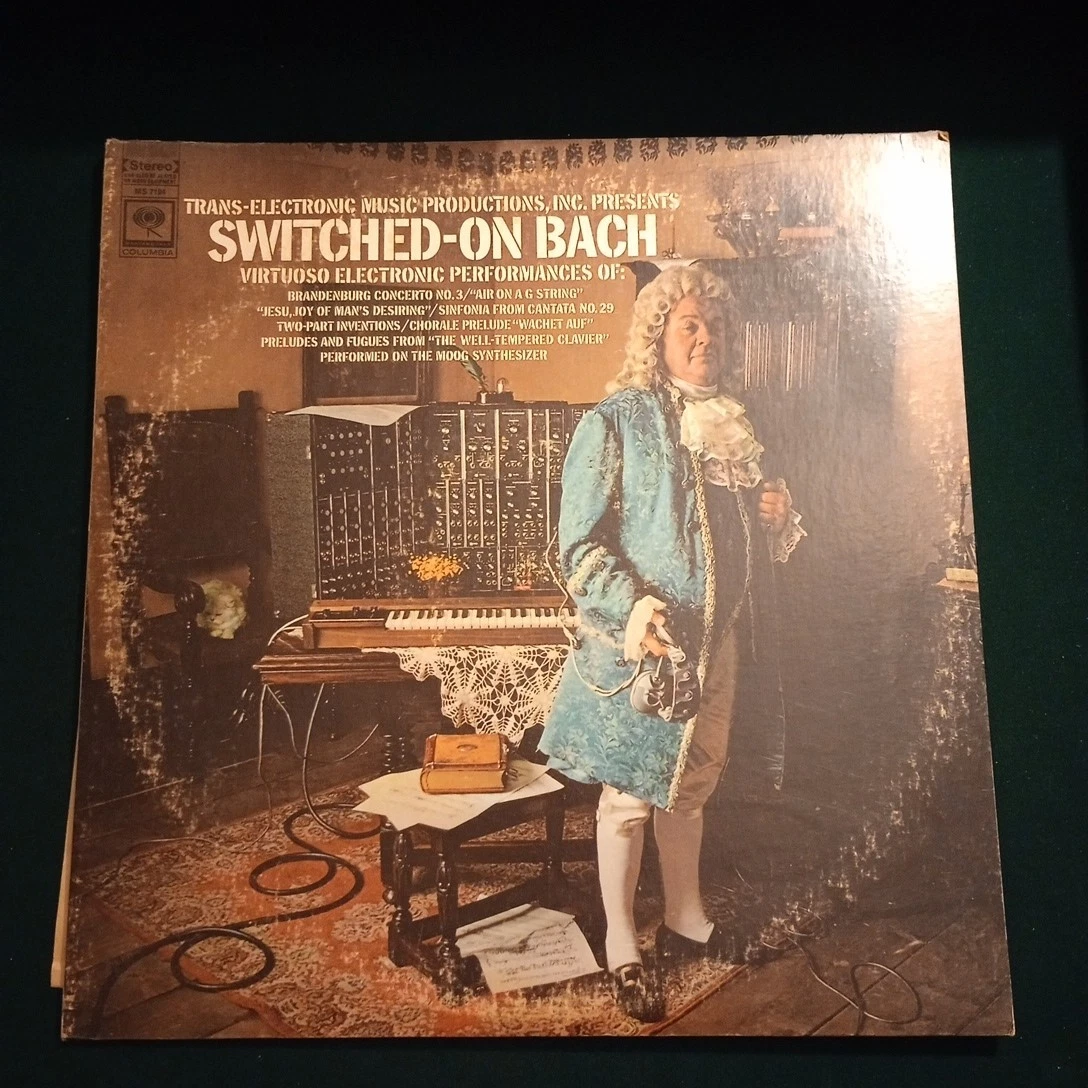 Stereo
MS 7194
COLUMBIA
TRANS-ELECTRONIC MUSIC PRODUCTIONS, INC. PRESENTS
SWITCHED-ON BACH
VIRTUOSO ELECTRONIC PERFORMANCES OF:
BRANDENBURG CONCERTO NO. 3/"AIR ON A G STRING"
"JESU, JOY OF MAN'S DESIRING"/SINFONIA FROM CANTATA NO. 29
TWO-PART INVENTIONS/CHORALE PRELUDE "WACHET AUF"
PRELUDES AND FUGUES FROM "THE WELL-TEMPERED CLAVIER"
PERFORMED ON THE MOOG SYNTHESIZER